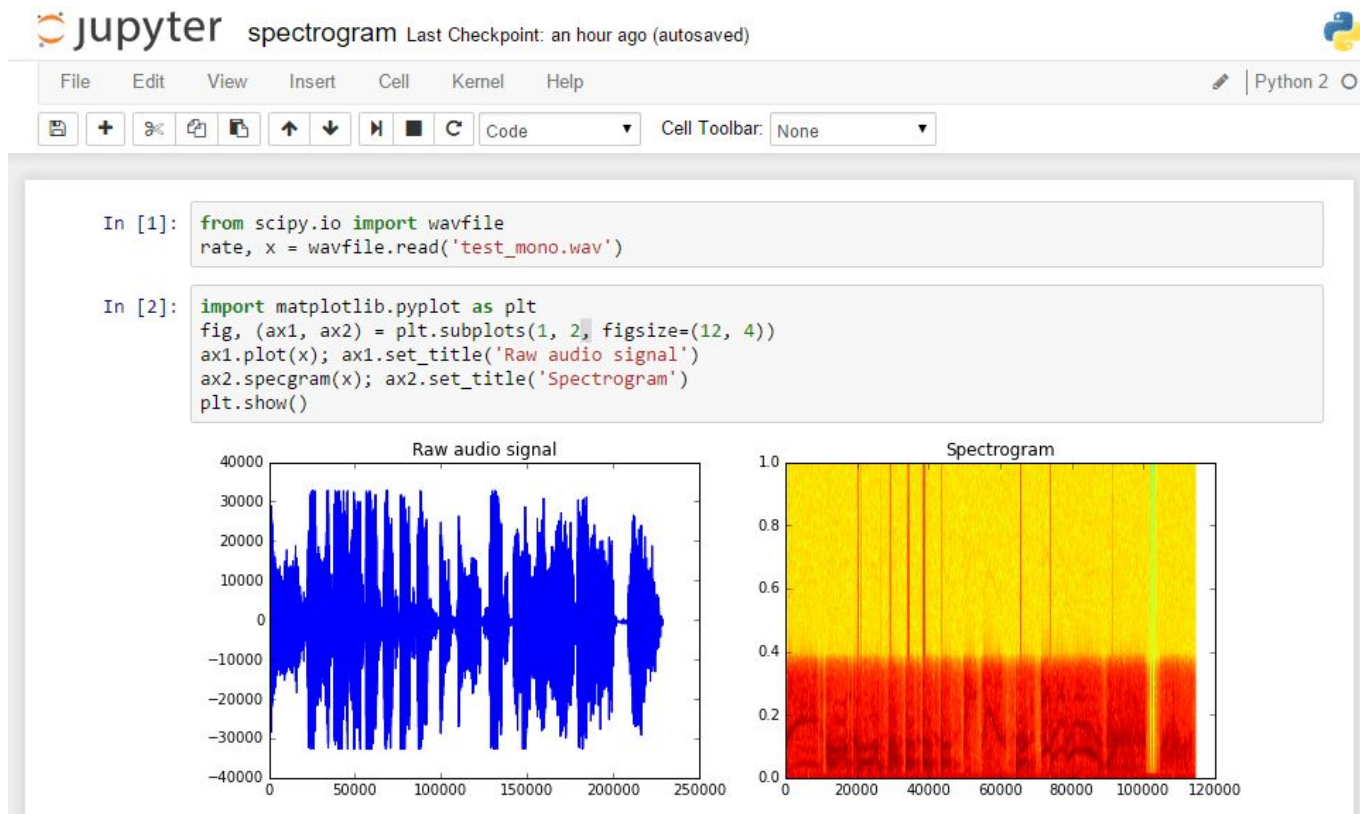 jupyter spectrogram Last Checkpoint: an hour ago (autosaved)
File Edit View Insert Cell Kernel Help Python 2
Code Cell Toolbar: None
In [1]: from scipy.io import wavfile
rate, x = wavfile.read('test_mono.wav')
In [2]: import matplotlib.pyplot as plt
fig, (ax1, ax2) = plt.subplots(1, 2, figsize=(12, 4))
ax1.plot(x); ax1.set_title('Raw audio signal')
ax2.specgram(x); ax2.set_title('Spectrogram')
plt.show()
Raw audio signal
40000
30000
20000
10000
0
−10000
−20000
−30000
−40000
0 50000 100000 150000 200000 250000
Spectrogram
1.0
0.8
0.6
0.4
0.2
0.0
0 20000 40000 60000 80000 100000 120000